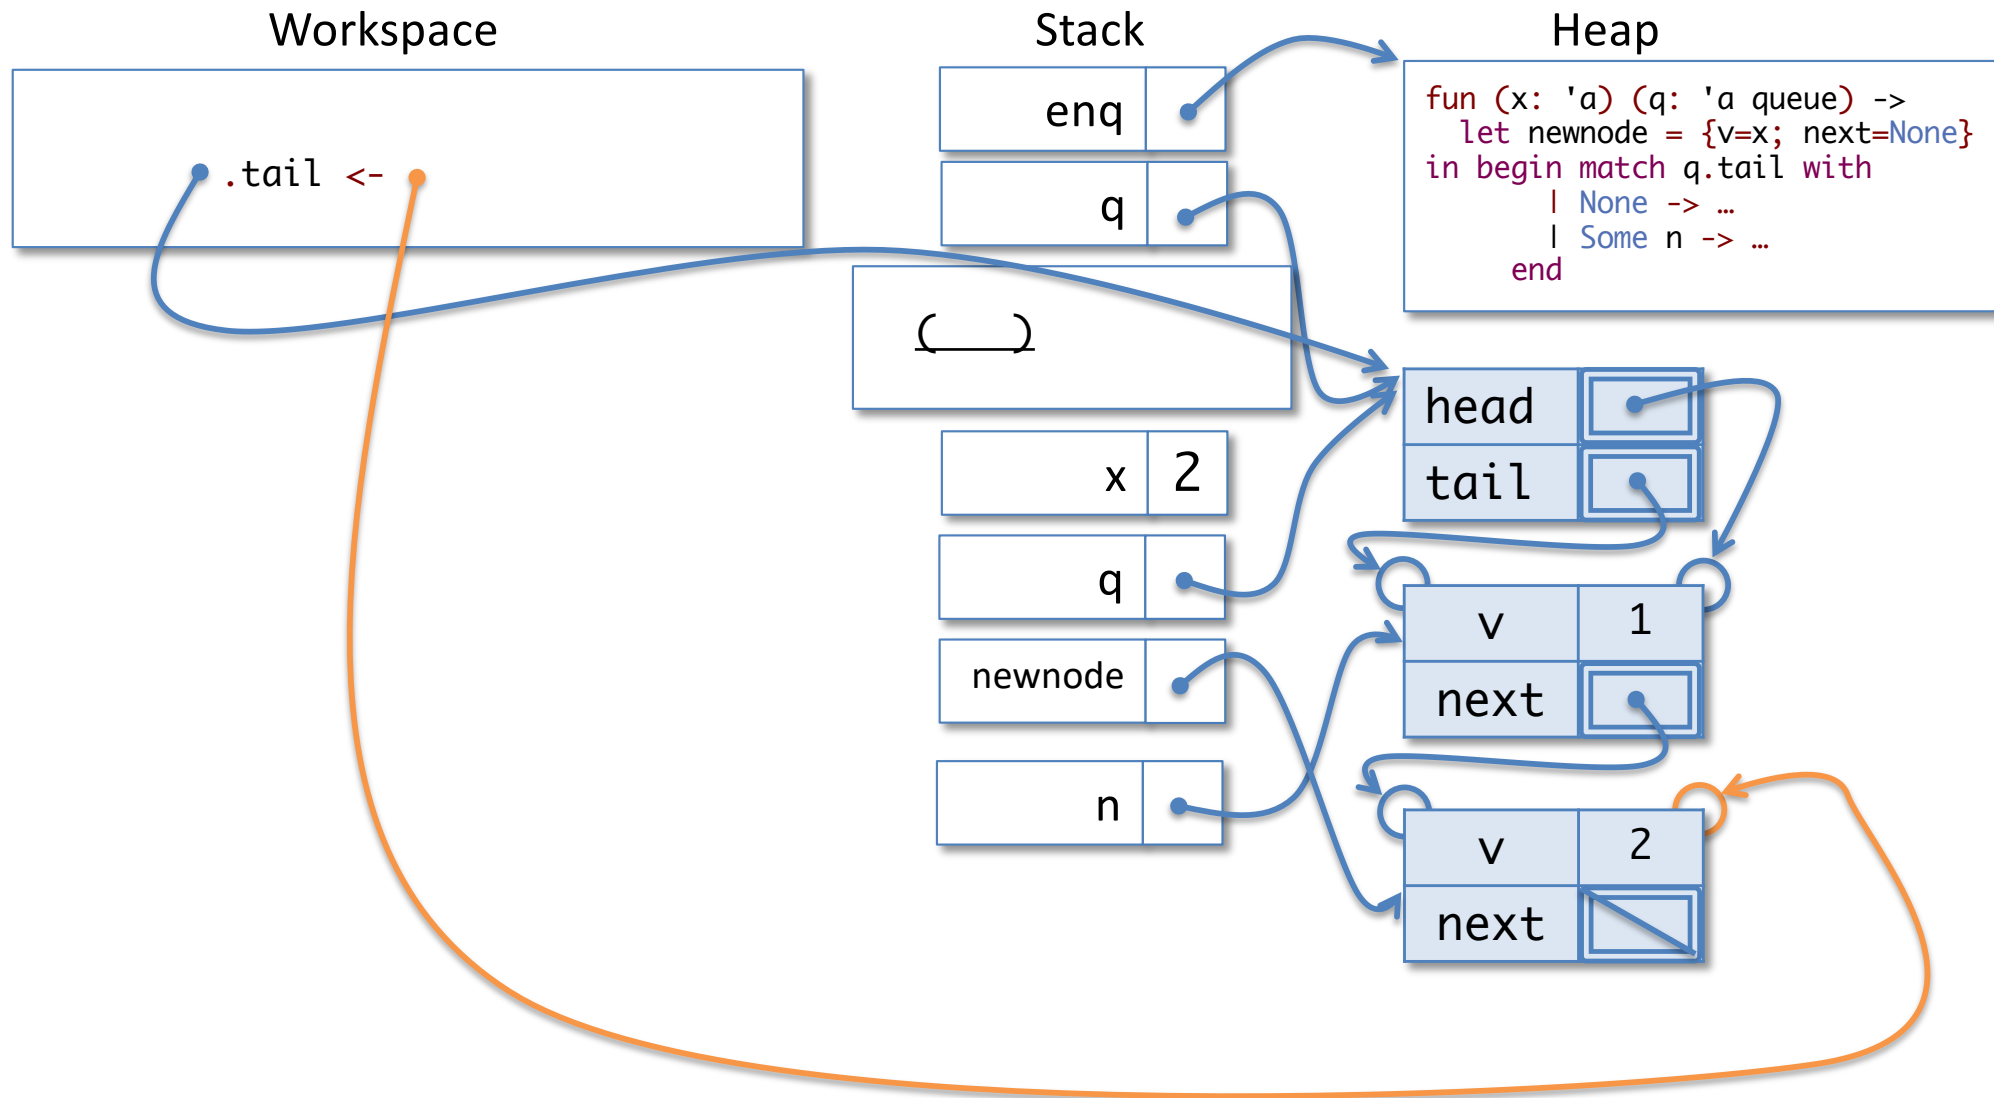 Workspace
Stack
Heap
.tail <-
enq
q
(    )
x 2
q
newnode
n
fun (x: 'a) (q: 'a queue) ->
let newnode = {v=x; next=None}
in begin match q.tail with
| None -> …
| Some n -> …
end
head
tail
v 1
next
v 2
next